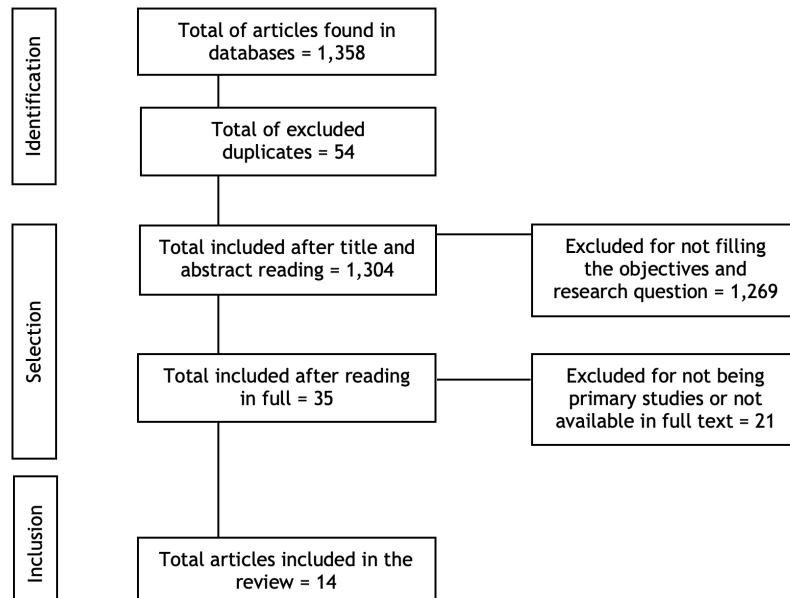 Identification
Total of articles found in
databases = 1,358
Total of excluded
duplicates = 54
Selection
Total included after title and
abstract reading = 1,304
Excluded for not filling
the objectives and
research question = 1,269
Total included after reading
in full = 35
Excluded for not being
primary studies or not
available in full text = 21
Inclusion
Total articles included in the
review = 14